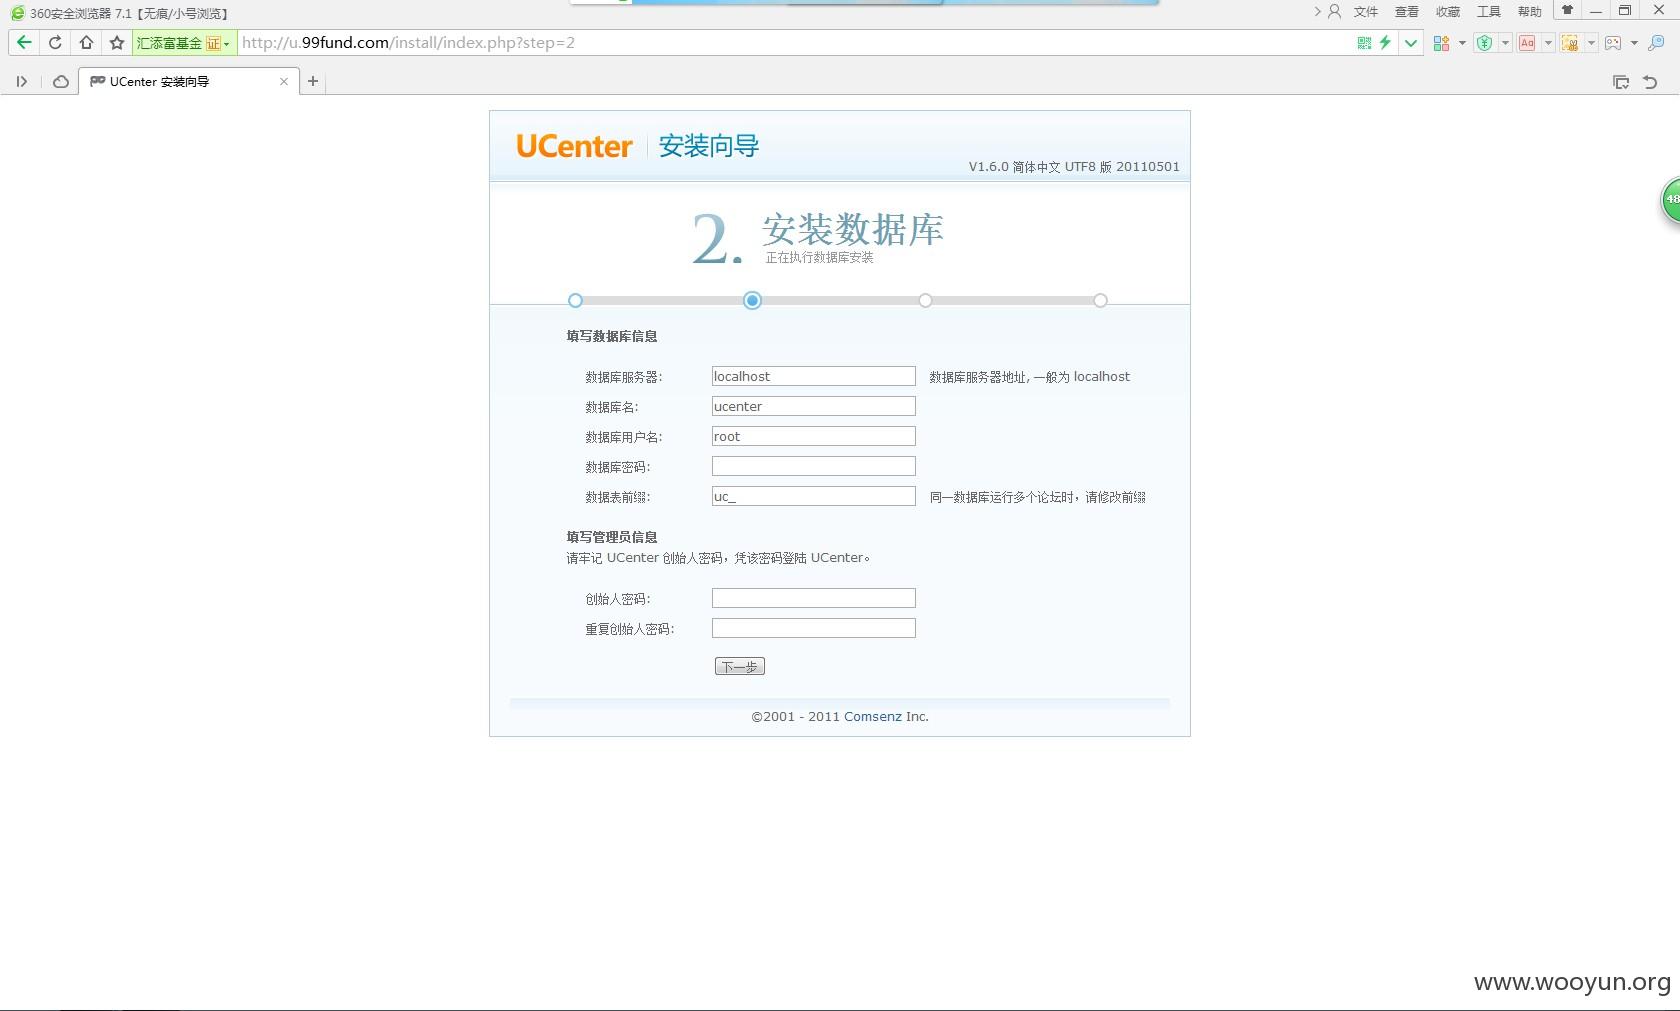 360安全浏览器 7.1【无痕/小号浏览】
文件 查看 收藏 工具 帮助
汇添富基金 证 http://u.99fund.com/install/index.php?step=2
UCenter 安装向导
UCenter 安装向导
V1.6.0 简体中文 UTF8 版 20110501
2. 安装数据库
正在执行数据库安装
填写数据库信息
数据库服务器: localhost 数据库服务器地址, 一般为 localhost
数据库名: ucenter
数据库用户名: root
数据库密码:
数据表前缀: uc_ 同一数据库运行多个论坛时，请修改前缀
填写管理员信息
请牢记 UCenter 创始人密码，凭该密码登陆 UCenter。
创始人密码:
重复创始人密码:
下一步
©2001 - 2011 Comsenz Inc.
48
www.wooyun.org